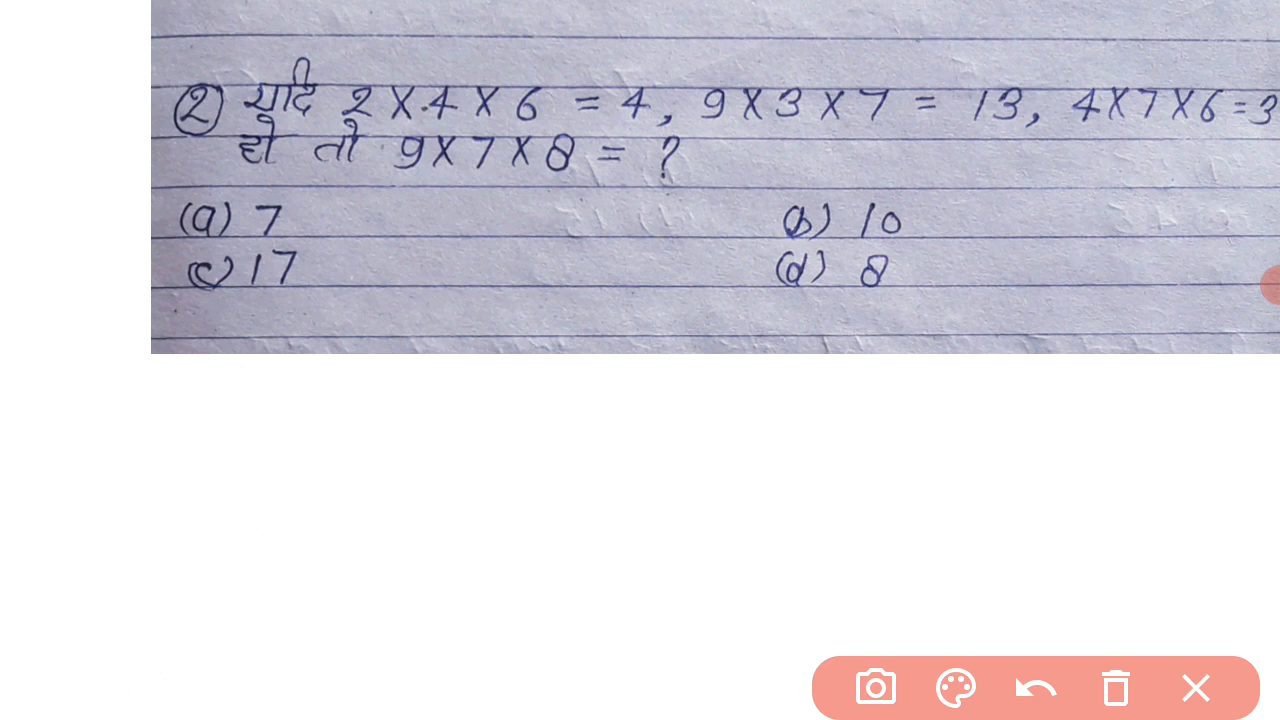 ② यदि 2 X 4 X 6 = 4, 9 X 3 X 7 = 13, 4 X 7 X 6 = 3
हो तो 9 X 7 X 8 = ?
(a) 7 (b) 10
(c) 17 (d) 8